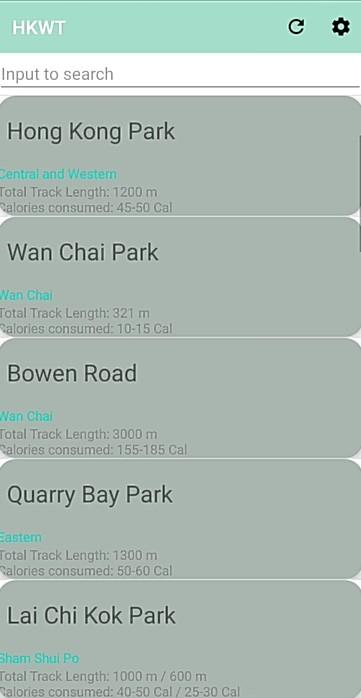 HKWT
Input to search
Hong Kong Park
Central and Western
Total Track Length: 1200 m
Calories consumed: 45-50 Cal
Wan Chai Park
Wan Chai
Total Track Length: 321 m
Calories consumed: 10-15 Cal
Bowen Road
Wan Chai
Total Track Length: 3000 m
Calories consumed: 155-185 Cal
Quarry Bay Park
Eastern
Total Track Length: 1300 m
Calories consumed: 50-60 Cal
Lai Chi Kok Park
Sham Shui Po
Total Track Length: 1000 m / 600 m
Calories consumed: 40-50 Cal / 25-30 Cal